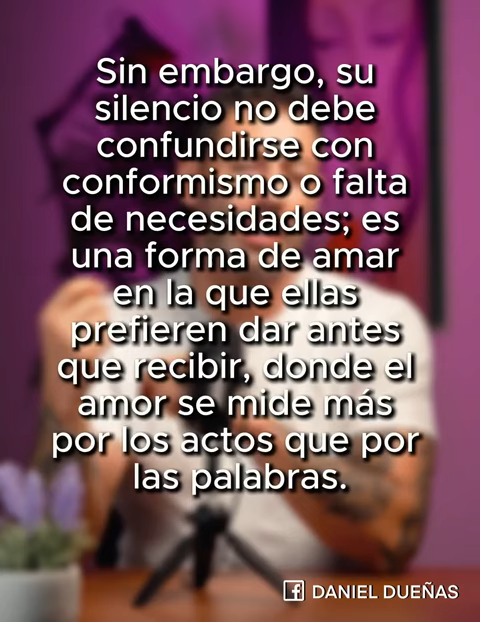 Sin embargo, su
silencio no debe
confundirse con
conformismo o falta
de necesidades; es
una forma de amar
en la que ellas
prefieren dar antes
que recibir, donde el
amor se mide más
por los actos que por
las palabras.
DANIEL DUEÑAS